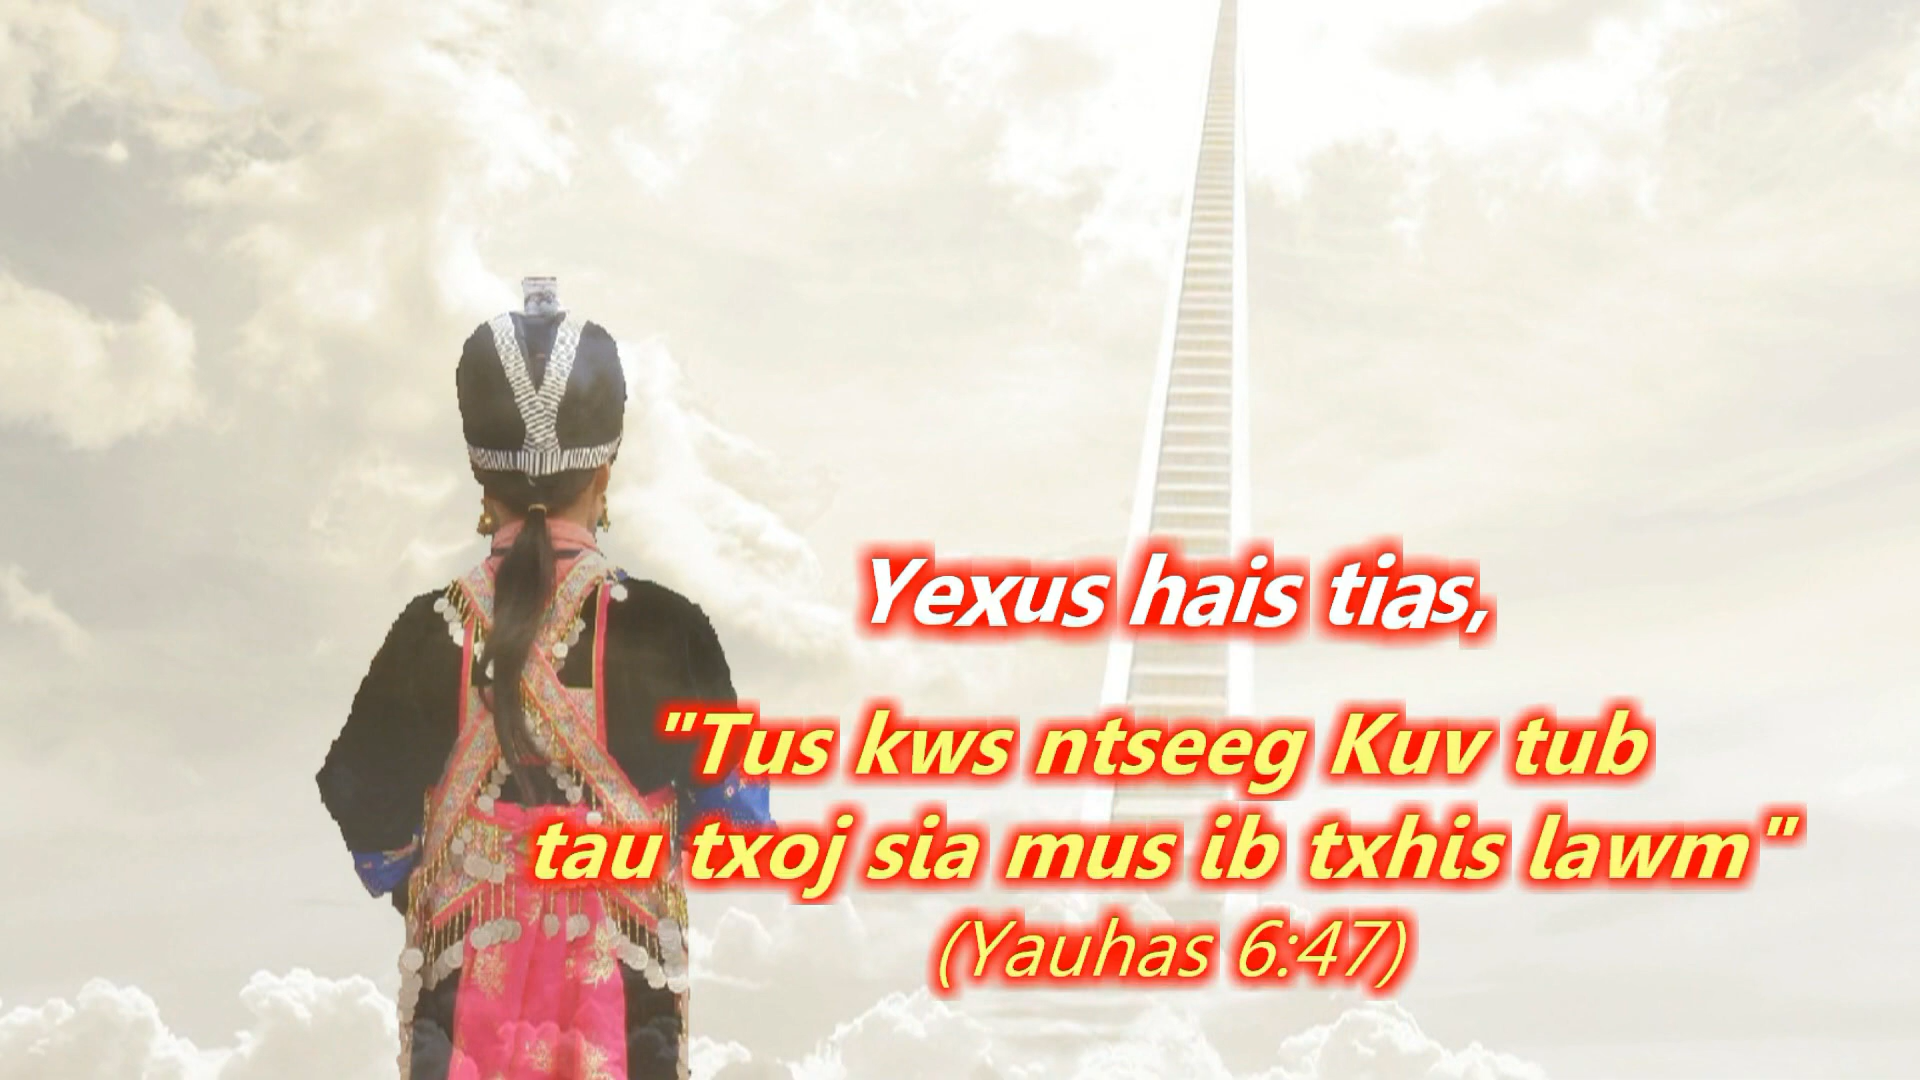 Yexus hais tias,
"Tus kws ntseeg Kuv tub
tau txoj sia mus ib txhis lawm"
(Yauhas 6:47)